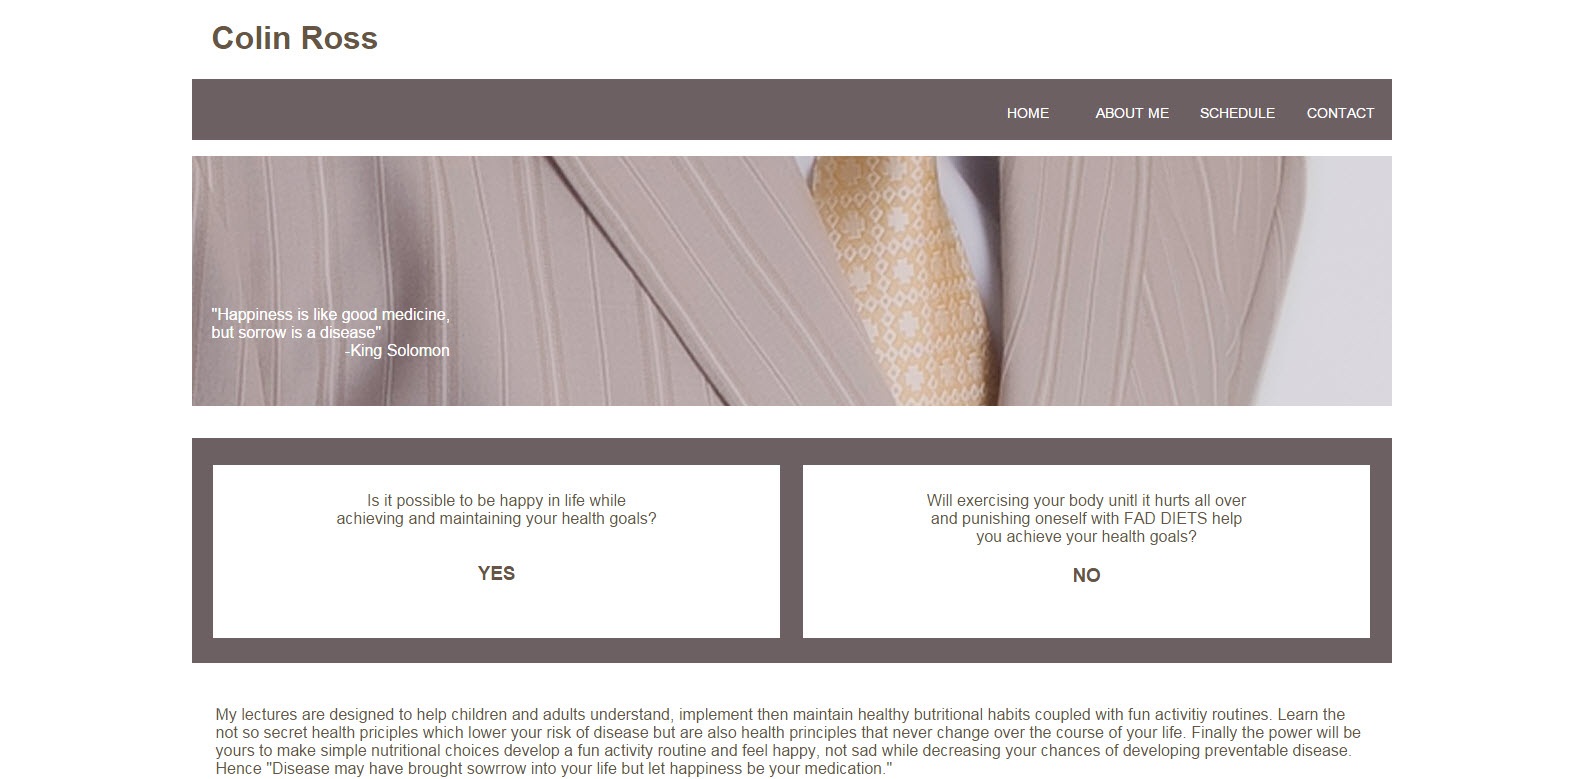 Colin Ross
HOME ABOUT ME SCHEDULE CONTACT
"Happiness is like good medicine,
but sorrow is a disease"
-King Solomon
Is it possible to be happy in life while
achieving and maintaining your health goals?
YES
Will exercising your body unitl it hurts all over
and punishing oneself with FAD DIETS help
you achieve your health goals?
NO
My lectures are designed to help children and adults understand, implement then maintain healthy butritional habits coupled with fun activitiy routines. Learn the
not so secret health priciples which lower your risk of disease but are also health principles that never change over the course of your life. Finally the power will be
yours to make simple nutritional choices develop a fun activity routine and feel happy, not sad while decreasing your chances of developing preventable disease.
Hence "Disease may have brought sowrrow into your life but let happiness be your medication."